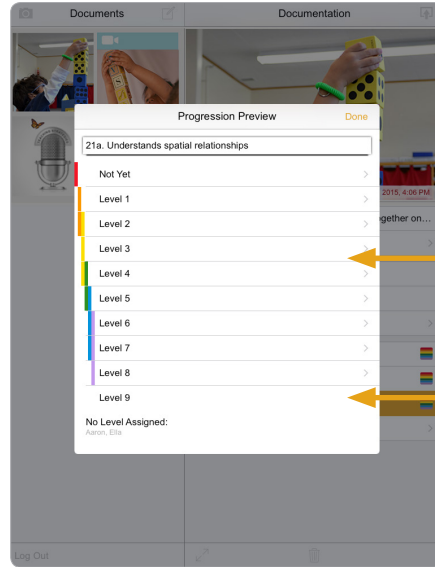 Documents
Documentation
Progression Preview
Done
21a. Understands spatial relationships
2015, 4:06 PM
gether on…
Not Yet
Level 1
Level 2
Level 3
Level 4
Level 5
Level 6
Level 7
Level 8
Level 9
No Level Assigned:
Aaron, Ella
Log Out